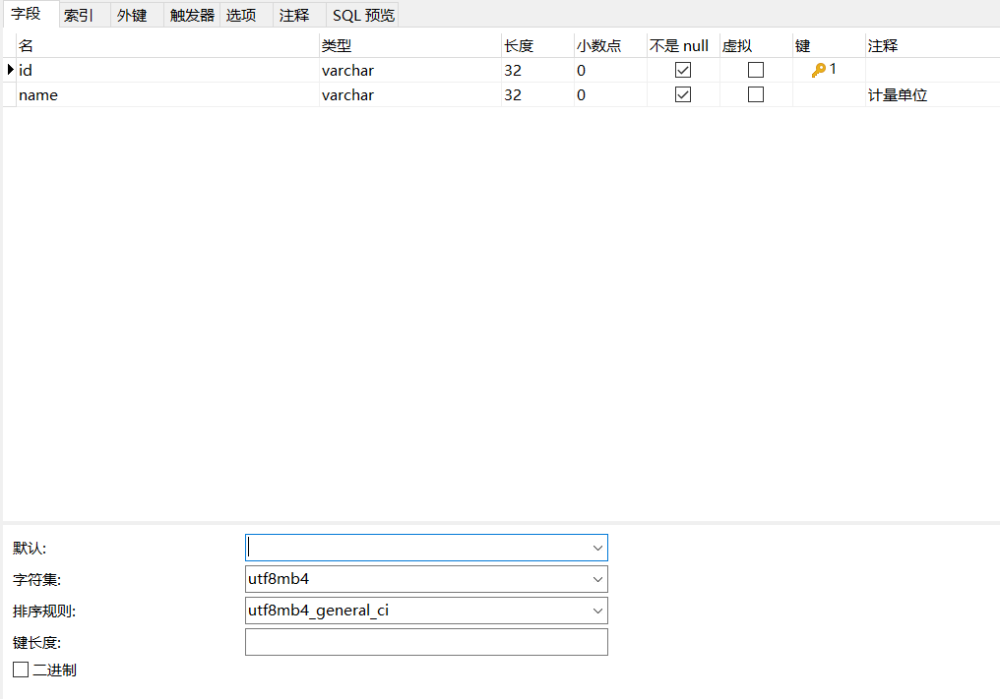 字段 索引 外键 触发器 选项 注释 SQL 预览
名 类型 长度 小数点 不是 null 虚拟 键 注释
id varchar 32 0 1
name varchar 32 0 计量单位
默认:
字符集: utf8mb4
排序规则: utf8mb4_general_ci
键长度:
二进制